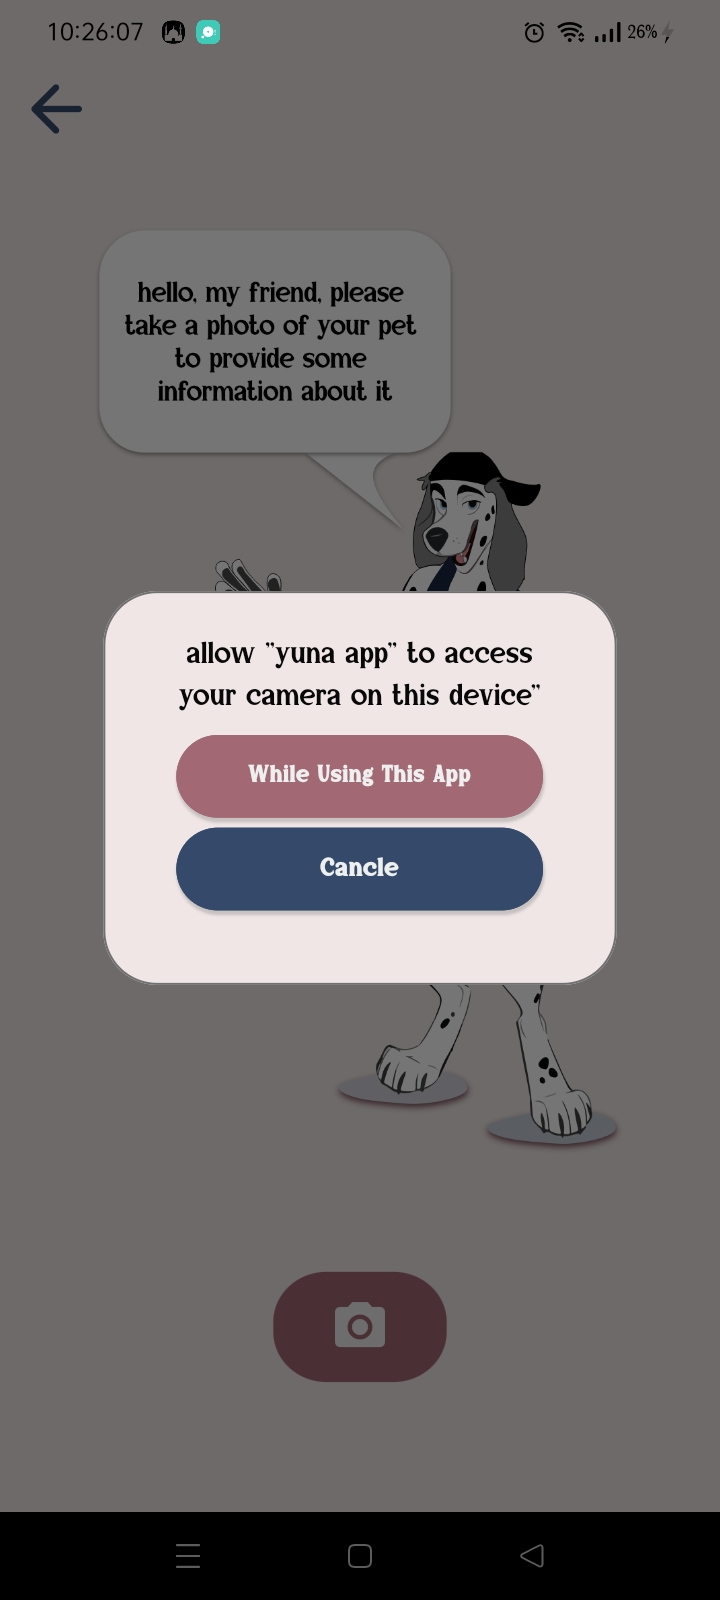 10:26:07
26%
hello, my friend, please
take a photo of your pet
to provide some
information about it
allow "yuna app" to access
your camera on this device"
While Using This App
Cancle